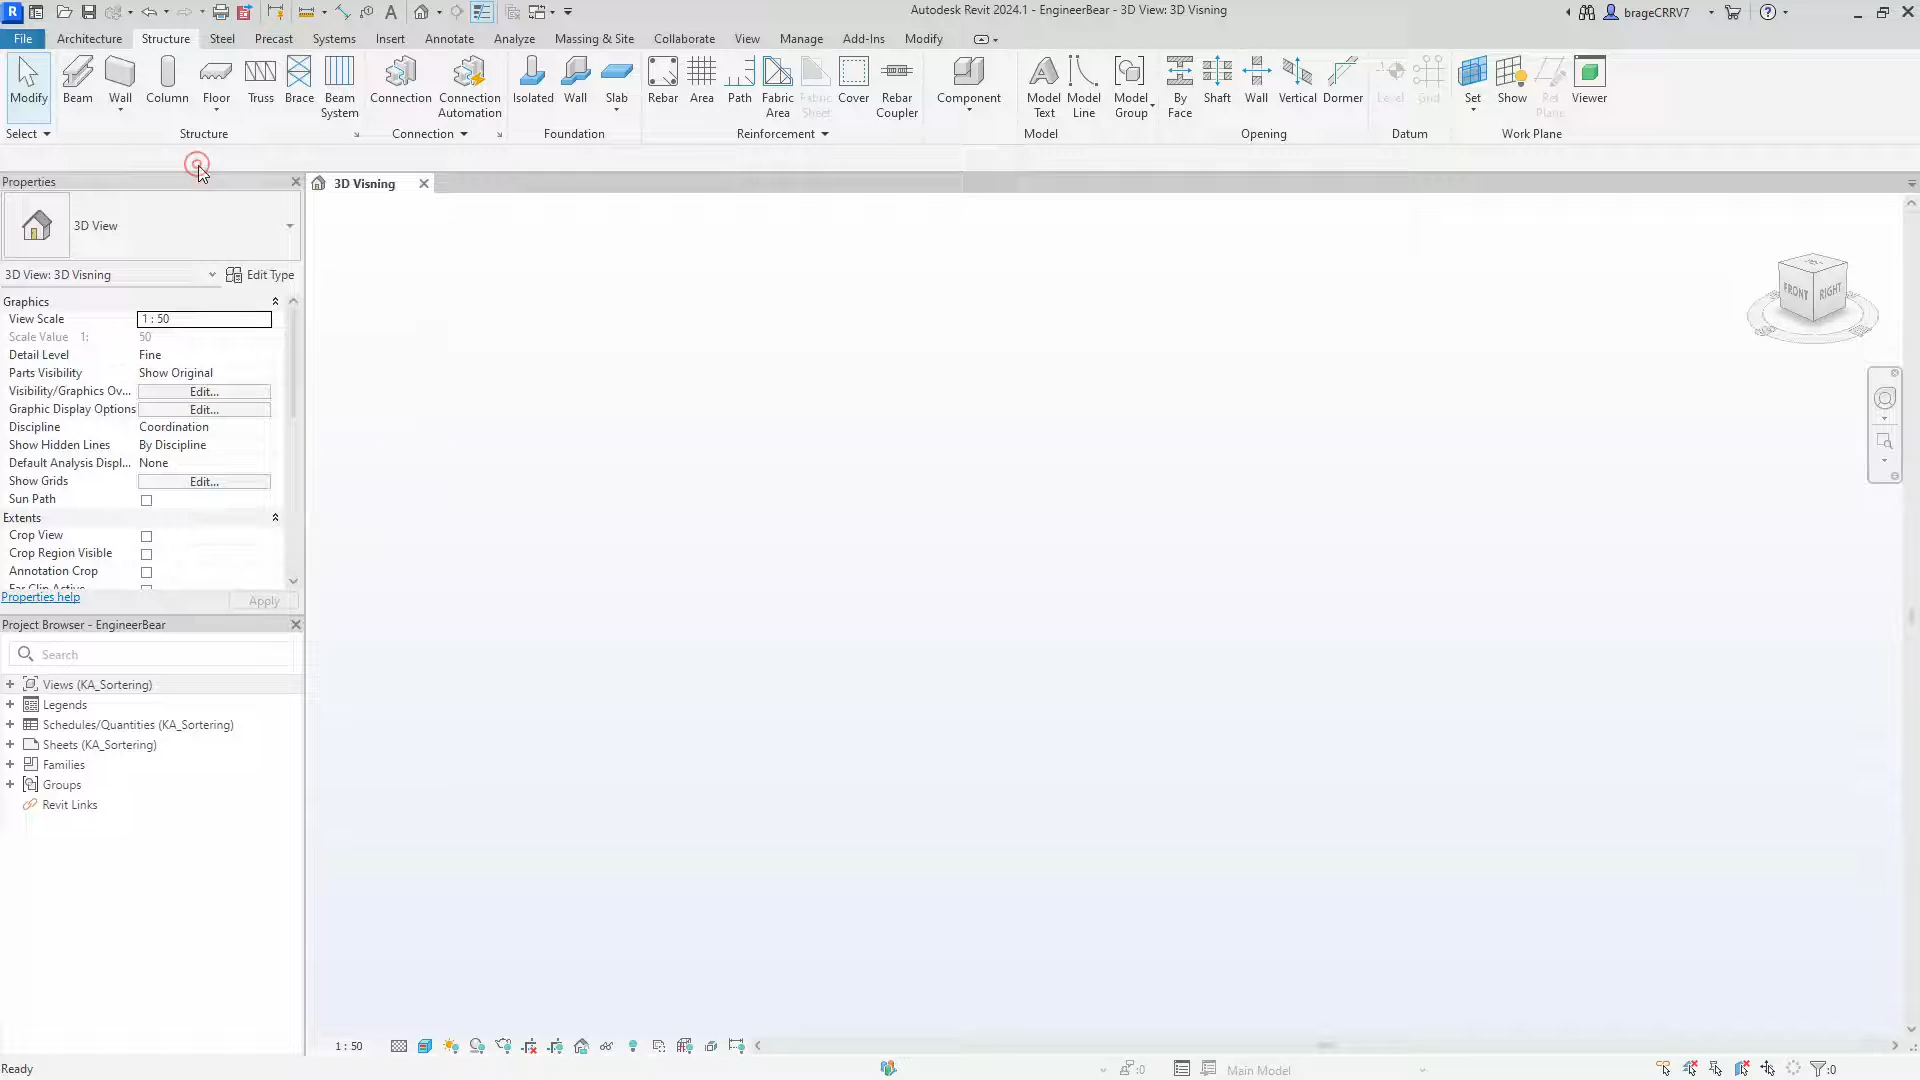 Autodesk Revit 2024.1 - EngineerBear - 3D View: 3D Visning
brageCRRV7
File Architecture Structure Steel Precast Systems Insert Annotate Analyze Massing & Site Collaborate View Manage Add-Ins Modify
Modify Beam Wall Column Floor Truss Brace Beam System Connection Connection Automation Isolated Wall Slab Rebar Area Path Fabric Area Fabric Sheet Cover Rebar Coupler Component Model Text Model Line Model Group By Face Shaft Wall Vertical Dormer Level Grid Set Show Ref Plane Viewer
Select Structure Connection Foundation Reinforcement Model Opening Datum Work Plane
Properties
3D Visning
3D View
3D View: 3D Visning Edit Type
Graphics
View Scale 1 : 50
Scale Value 1: 50
Detail Level Fine
Parts Visibility Show Original
Visibility/Graphics Ov... Edit...
Graphic Display Options Edit...
Discipline Coordination
Show Hidden Lines By Discipline
Default Analysis Displ... None
Show Grids Edit...
Sun Path
Extents
Crop View
Crop Region Visible
Annotation Crop
Far Clip Active
Properties help Apply
FRONT RIGHT
Project Browser - EngineerBear
Search
Views (KA_Sortering)
Legends
Schedules/Quantities (KA_Sortering)
Sheets (KA_Sortering)
Families
Groups
Revit Links
1 : 50
Ready
:0
Main Model
:0